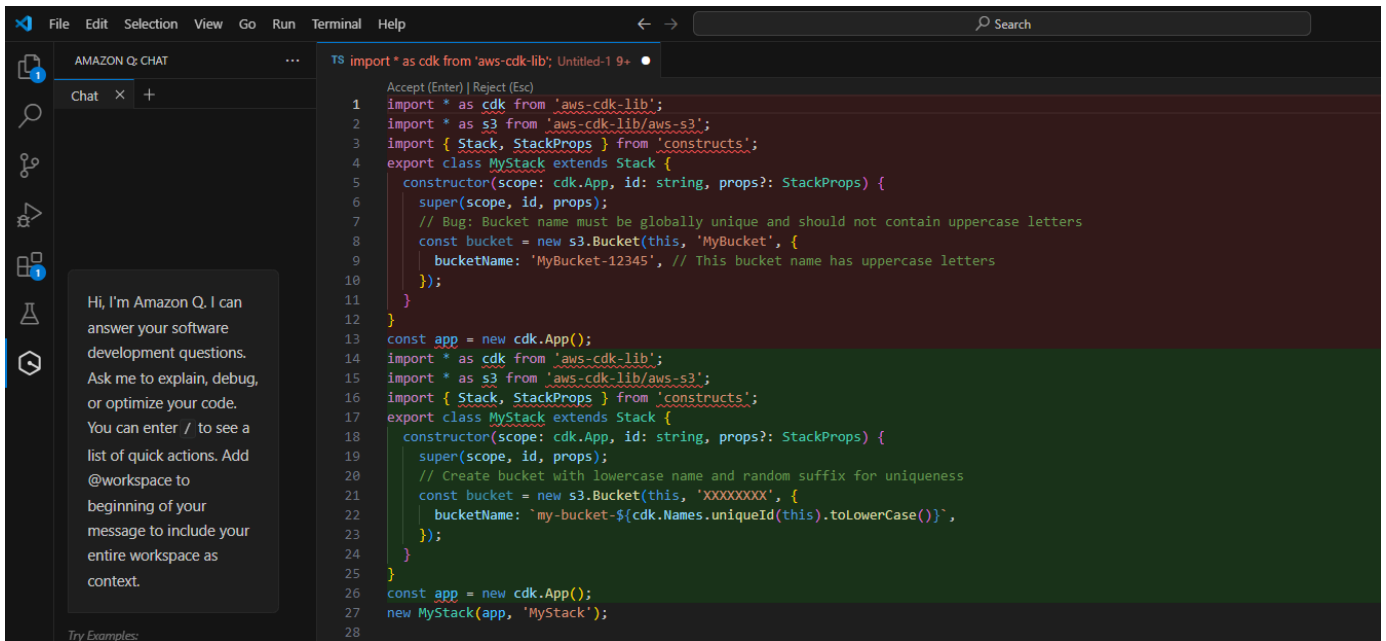 File Edit Selection View Go Run Terminal Help
Search
AMAZON Q: CHAT
Chat
Hi, I'm Amazon Q. I can
answer your software
development questions.
Ask me to explain, debug,
or optimize your code.
You can enter / to see a
list of quick actions. Add
@workspace to
beginning of your
message to include your
entire workspace as
context.
Try Examples:
TS import * as cdk from 'aws-cdk-lib'; Untitled-1 9+
Accept (Enter) | Reject (Esc)
1 import * as cdk from 'aws-cdk-lib';
2 import * as s3 from 'aws-cdk-lib/aws-s3';
3 import { Stack, StackProps } from 'constructs';
4 export class MyStack extends Stack {
5 constructor(scope: cdk.App, id: string, props?: StackProps) {
6 super(scope, id, props);
7 // Bug: Bucket name must be globally unique and should not contain uppercase letters
8 const bucket = new s3.Bucket(this, 'MyBucket', {
9 bucketName: 'MyBucket-12345', // This bucket name has uppercase letters
10 });
11 }
12 }
13 const app = new cdk.App();
14 import * as cdk from 'aws-cdk-lib';
15 import * as s3 from 'aws-cdk-lib/aws-s3';
16 import { Stack, StackProps } from 'constructs';
17 export class MyStack extends Stack {
18 constructor(scope: cdk.App, id: string, props?: StackProps) {
19 super(scope, id, props);
20 // Create bucket with lowercase name and random suffix for uniqueness
21 const bucket = new s3.Bucket(this, 'XXXXXXXX', {
22 bucketName: `my-bucket-${cdk.Names.uniqueId(this).toLowerCase()}`,
23 });
24 }
25 }
26 const app = new cdk.App();
27 new MyStack(app, 'MyStack');
28
1
1